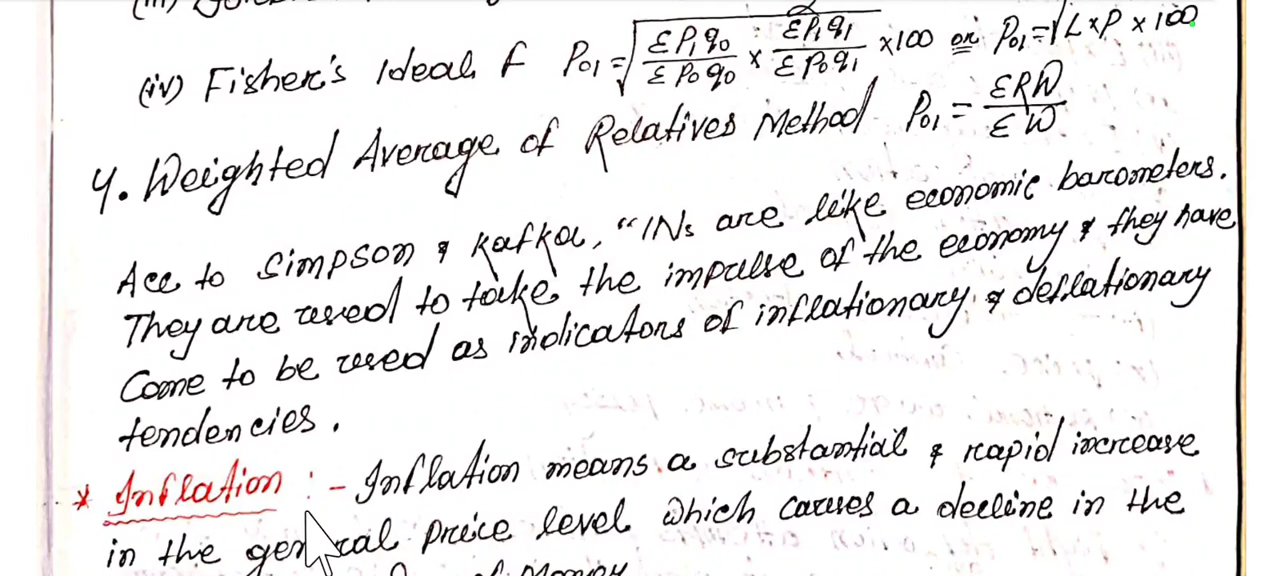 (iv) Fisher's Ideal f P01 = √ΣP1q0/ΣP0q0 × ΣP1q1/ΣP0q1 ×100 or P01=√L×P × 100
4. Weighted Average of Relatives Method P01 = ΣRW/ΣW
Acc to Simpson & Kafka, "INs are like economic barometers.
They are used to take the impulse of the economy & they have
Come to be used as indicators of inflationary & deflationary
tendencies.
* Inflation :- Inflation means a substantial & rapid increase
in the general price level which causes a decline in the
of Money